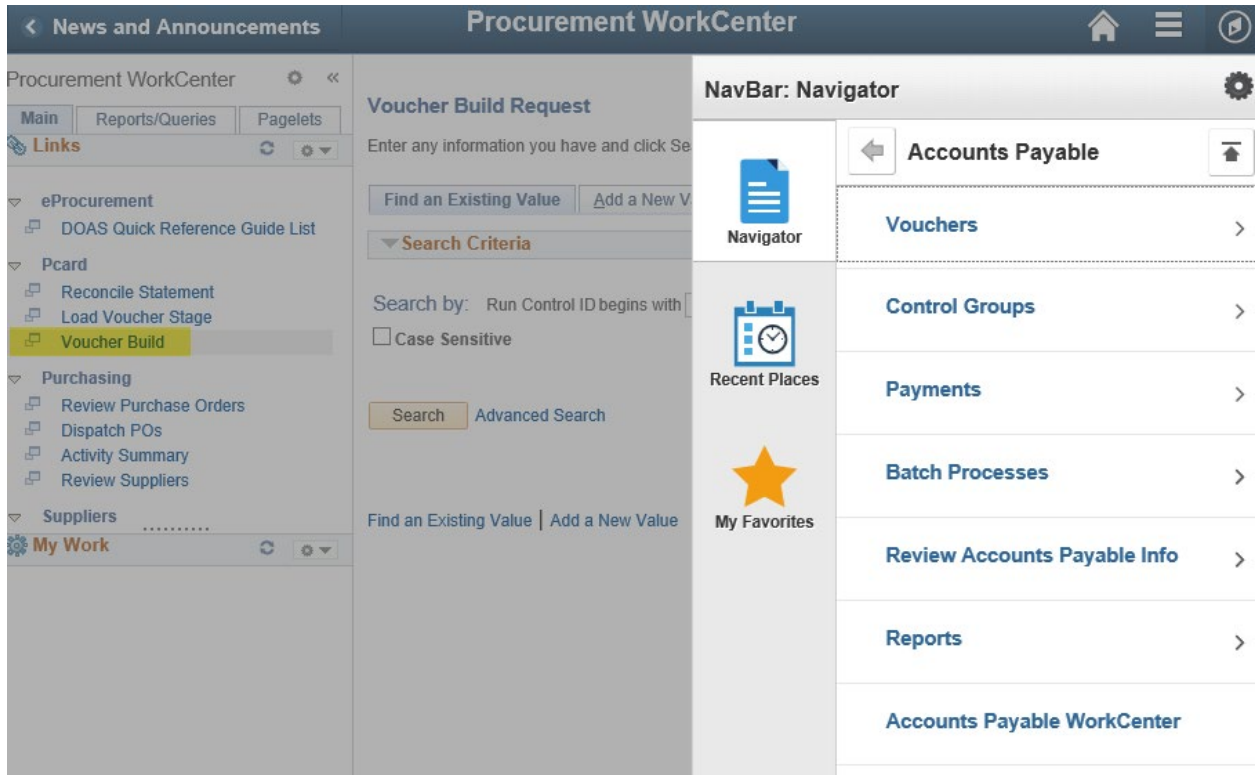 News and Announcements
Procurement WorkCenter
Procurement WorkCenter
Main
Reports/Queries
Pagelets
Links
eProcurement
DOAS Quick Reference Guide List
Pcard
Reconcile Statement
Load Voucher Stage
Voucher Build
Purchasing
Review Purchase Orders
Dispatch POs
Activity Summary
Review Suppliers
Suppliers
My Work
Voucher Build Request
Enter any information you have and click Se
Find an Existing Value
Add a New V
Search Criteria
Search by: Run Control ID begins with
Case Sensitive
Search Advanced Search
Find an Existing Value | Add a New Value
NavBar: Navigator
Navigator
Recent Places
My Favorites
Accounts Payable
Vouchers
Control Groups
Payments
Batch Processes
Review Accounts Payable Info
Reports
Accounts Payable WorkCenter